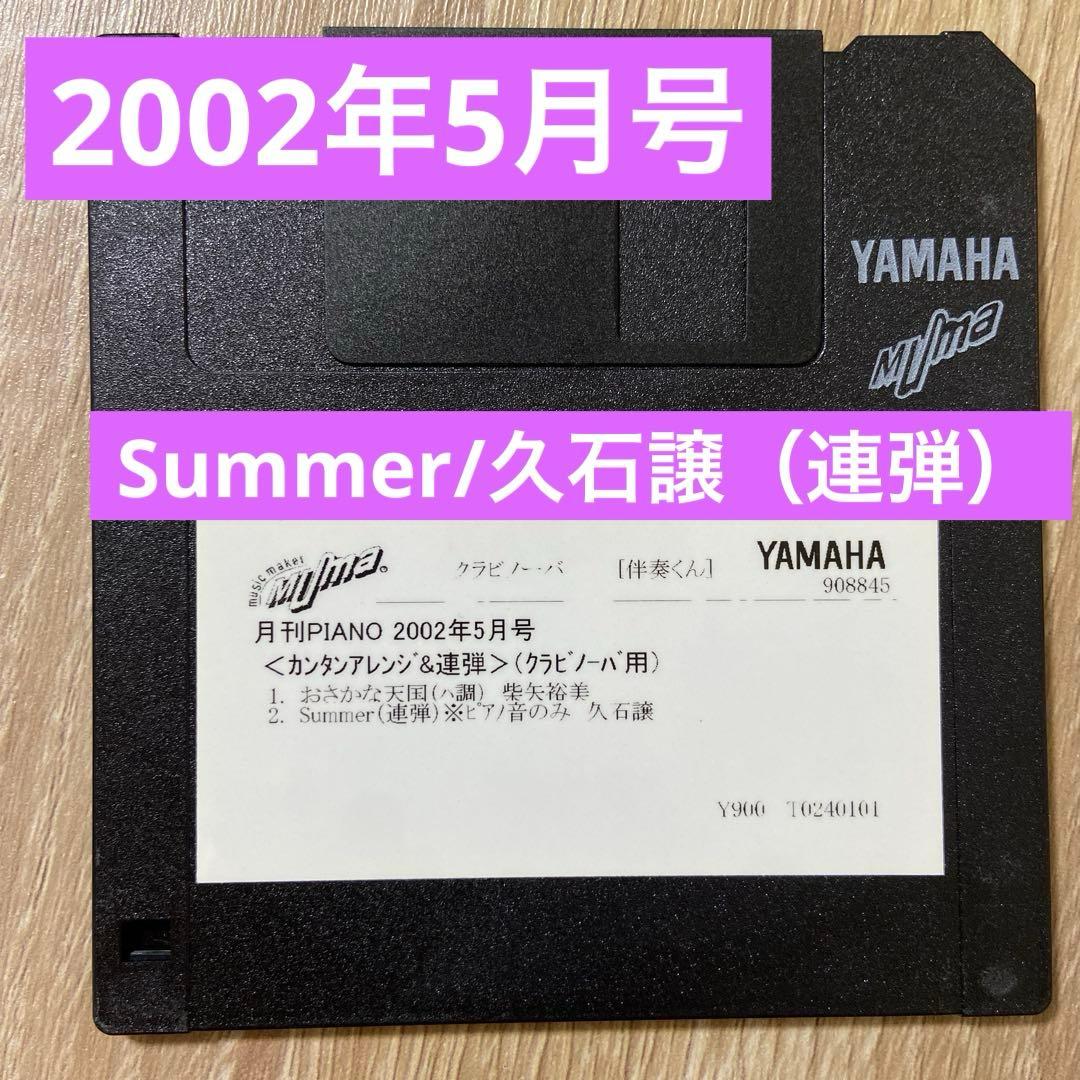 2002年5月号
YAMAHA
MUma
Summer/久石譲（連弾）
music maker MUma® クラビノーバ [伴奏くん] YAMAHA
908845
月刊PIANO 2002年5月号
＜ｶﾝﾀﾝｱﾚﾝｼﾞ&連弾＞(ｸﾗﾋﾞﾉｰﾊﾞ用)
1. おさかな天国(ﾊ調) 柴矢裕美
2. Summer(連弾)※ﾋﾟｱﾉ音のみ 久石譲
Y900 T0240101